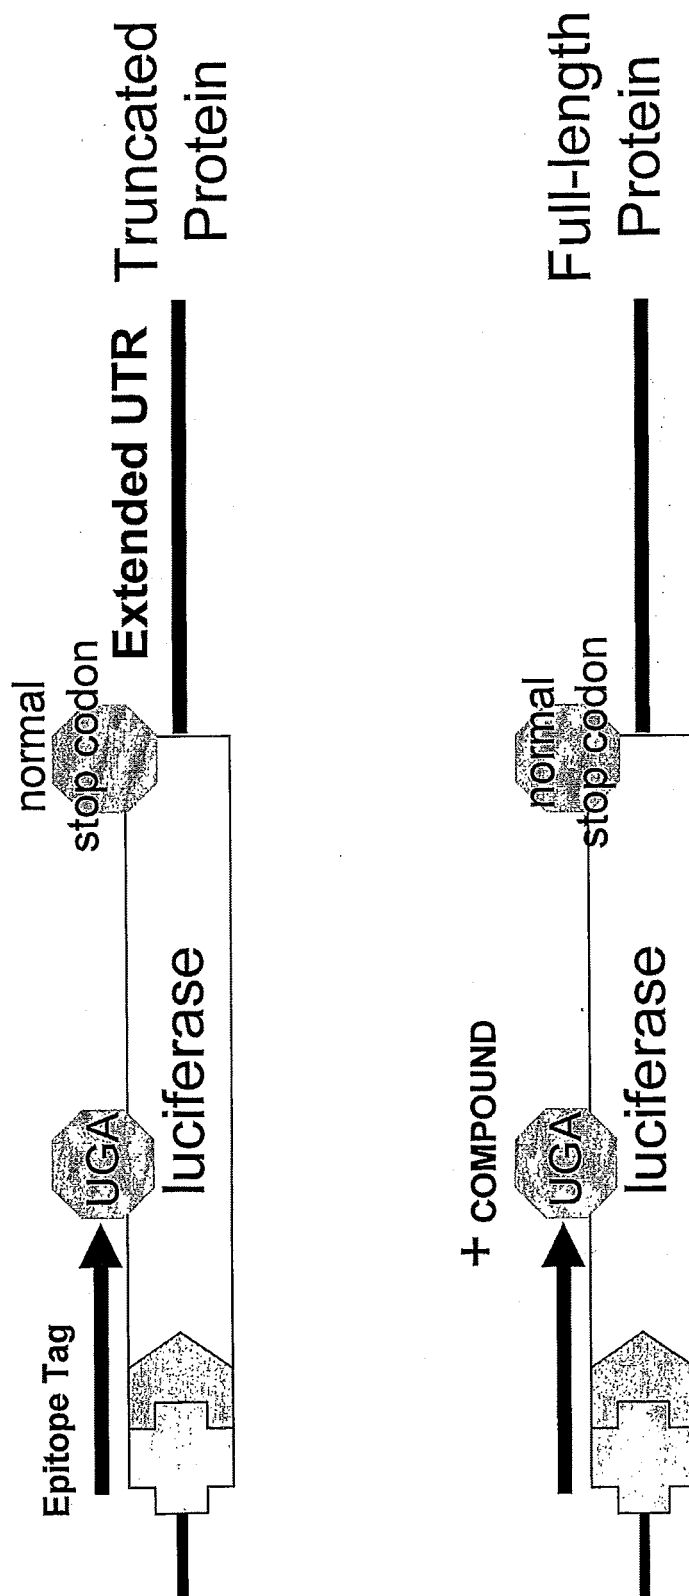 Epitope Tag
UGA
luciferase
normal
stop codon
Extended UTR
Truncated
Protein
+ COMPOUND
UGA
luciferase
normal
stop codon
Full-length
Protein